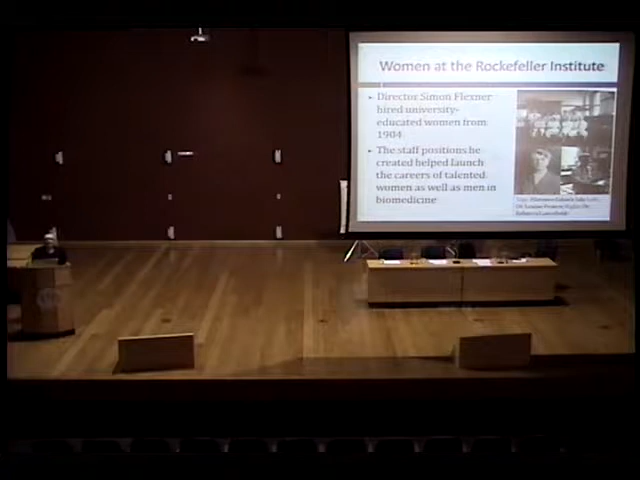 Women at the Rockefeller Institute
Director Simon Flexner
hired university-
educated women from
1904
The staff positions he
created helped launch
the careers of talented
women as well as men in
biomedicine